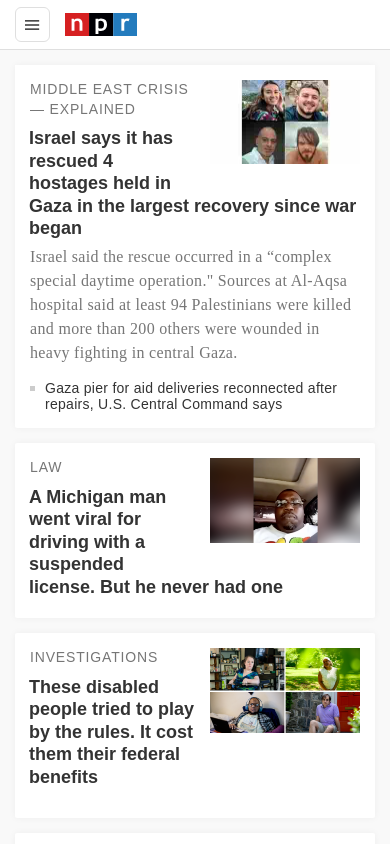 npr
MIDDLE EAST CRISIS
— EXPLAINED
Israel says it has
rescued 4
hostages held in
Gaza in the largest recovery since war
began
Israel said the rescue occurred in a “complex
special daytime operation." Sources at Al-Aqsa
hospital said at least 94 Palestinians were killed
and more than 200 others were wounded in
heavy fighting in central Gaza.
Gaza pier for aid deliveries reconnected after
repairs, U.S. Central Command says
LAW
A Michigan man
went viral for
driving with a
suspended
license. But he never had one
INVESTIGATIONS
These disabled
people tried to play
by the rules. It cost
them their federal
benefits